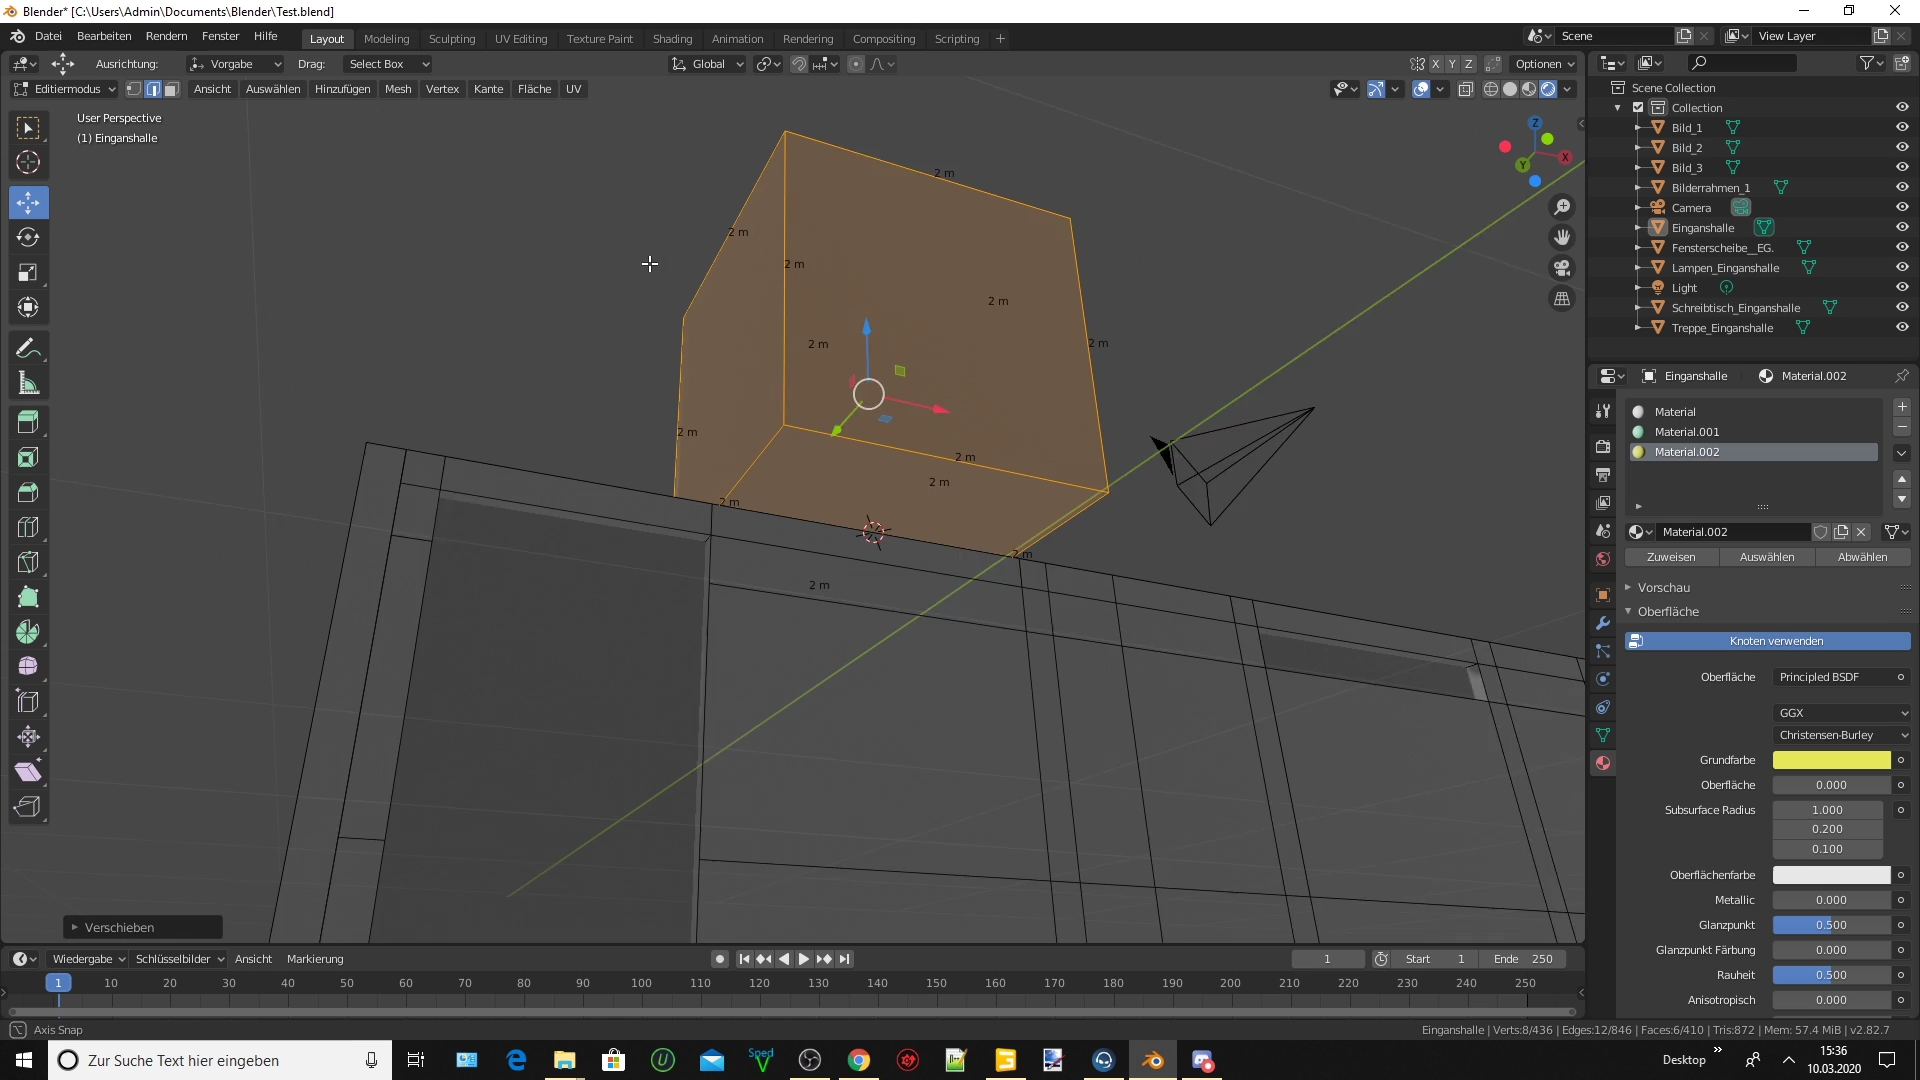 Blender* [C:\Users\Admin\Documents\Blender\Test.blend]
Datei Bearbeiten Rendern Fenster Hilfe Layout Modeling Sculpting UV Editing Texture Paint Shading Animation Rendering Compositing Scripting + Scene View Layer
Ausrichtung: Vorgabe Drag: Select Box Global X Y Z Optionen
Editiermodus Ansicht Auswählen Hinzufügen Mesh Vertex Kante Fläche UV
User Perspective
(1) Einganshalle
Z
X
Y
2 m
2 m
2 m
2 m
2 m
2 m
2 m
2 m
2 m
2 m
2 m
2 m
Verschieben
Scene Collection
Collection
Bild_1
Bild_2
Bild_3
Bilderrahmen_1
Camera
Einganshalle
Fensterscheibe__EG.
Lampen_Einganshalle
Light
Schreibtisch_Einganshalle
Treppe_Einganshalle
Einganshalle Material.002
Material
Material.001
Material.002
Material.002
Zuweisen Auswählen Abwählen
Vorschau
Oberfläche
Knoten verwenden
Oberfläche Principled BSDF
GGX
Christensen-Burley
Grundfarbe
Oberfläche 0.000
Subsurface Radius 1.000
0.200
0.100
Oberflächenfarbe
Metallic 0.000
Glanzpunkt 0.500
Glanzpunkt Färbung 0.000
Rauheit 0.500
Anisotropisch 0.000
Wiedergabe Schlüsselbilder Ansicht Markierung 1 Start 1 Ende 250
1 10 20 30 40 50 60 70 80 90 100 110 120 130 140 150 160 170 180 190 200 210 220 230 240 250
Axis Snap
Einganshalle | Verts:8/436 | Edges:12/846 | Faces:6/410 | Tris:872 | Mem: 57.4 MiB | v2.82.7
Zur Suche Text hier eingeben
Sped
Desktop
15:36
10.03.2020